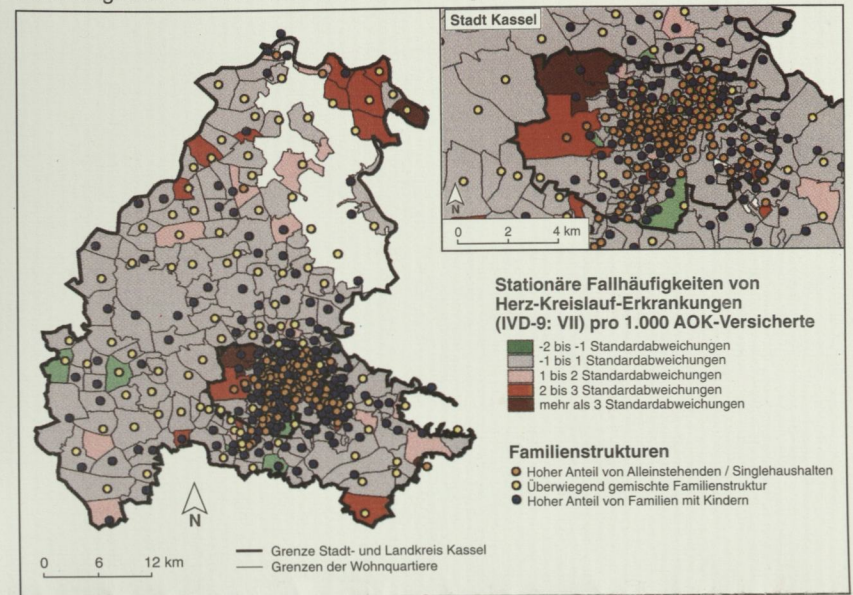 Stadt Kassel
N
0 2 4 km
Stationäre Fallhäufigkeiten von
Herz-Kreislauf-Erkrankungen
(IVD-9: VII) pro 1.000 AOK-Versicherte
-2 bis -1 Standardabweichungen
-1 bis 1 Standardabweichungen
1 bis 2 Standardabweichungen
2 bis 3 Standardabweichungen
mehr als 3 Standardabweichungen
Familienstrukturen
Hoher Anteil von Alleinstehenden / Singlehaushalten
Überwiegend gemischte Familienstruktur
Hoher Anteil von Familien mit Kindern
N
0 6 12 km
Grenze Stadt- und Landkreis Kassel
Grenzen der Wohnquartiere